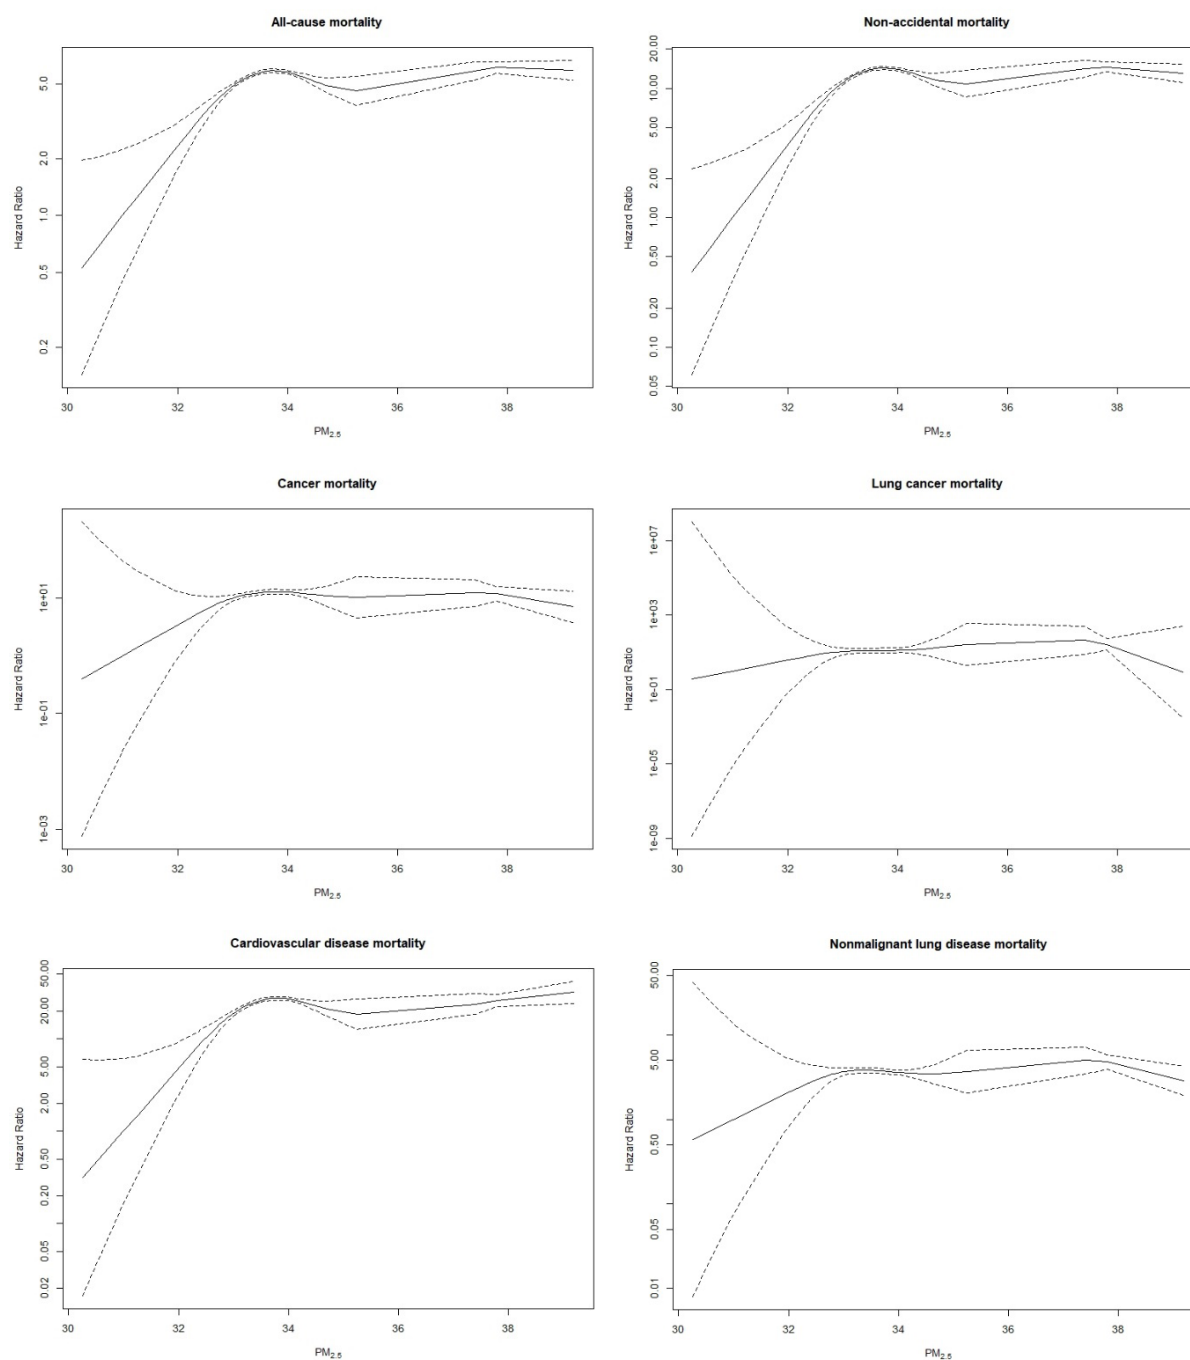 All-cause mortality
Hazard Ratio
5.0
2.0
1.0
0.5
0.2
30 32 34 36 38
PM2.5
Non-accidental mortality
Hazard Ratio
20.00
10.00
5.00
2.00
1.00
0.50
0.20
0.10
0.05
30 32 34 36 38
PM2.5
Cancer mortality
Hazard Ratio
1e+01
1e-01
1e-03
30 32 34 36 38
PM2.5
Lung cancer mortality
Hazard Ratio
1e+07
1e+03
1e-01
1e-05
1e-09
30 32 34 36 38
PM2.5
Cardiovascular disease mortality
Hazard Ratio
50.00
20.00
5.00
2.00
0.50
0.20
0.05
0.02
30 32 34 36 38
PM2.5
Nonmalignant lung disease mortality
Hazard Ratio
50.00
5.00
0.50
0.05
0.01
30 32 34 36 38
PM2.5